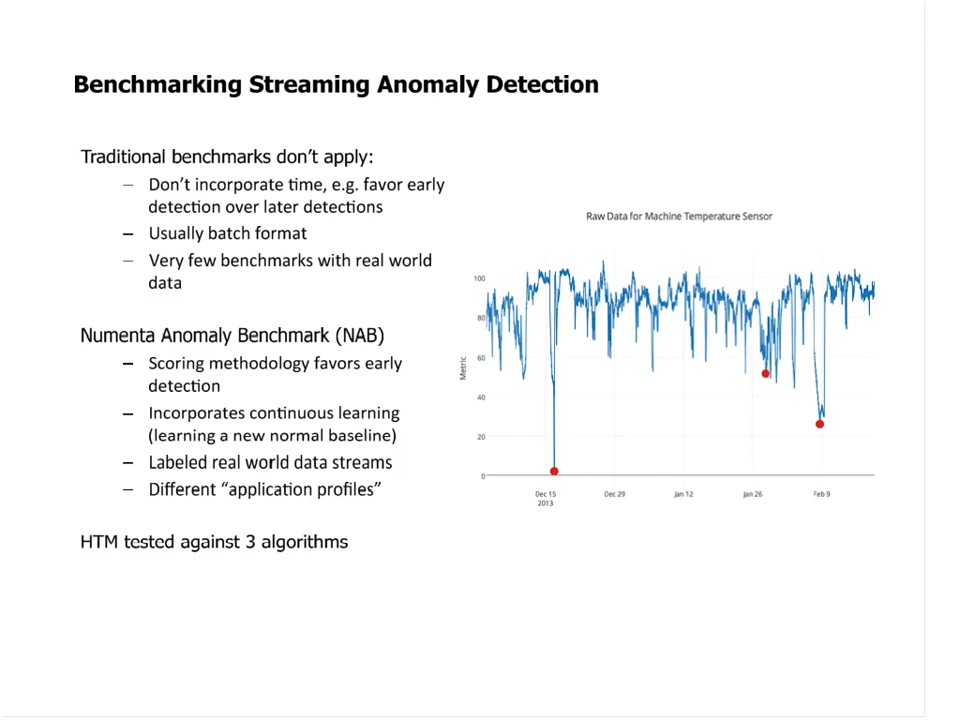 Benchmarking Streaming Anomaly Detection
Traditional benchmarks don't apply:
– Don't incorporate time, e.g. favor early
detection over later detections
– Usually batch format
– Very few benchmarks with real world
data
Numenta Anomaly Benchmark (NAB)
– Scoring methodology favors early
detection
– Incorporates continuous learning
(learning a new normal baseline)
– Labeled real world data streams
– Different “application profiles”
HTM tested against 3 algorithms
Raw Data for Machine Temperature Sensor
100
80
60
40
20
0
Metric
Dec 15
2013
Dec 29
Jan 12
Jan 26
Feb 9